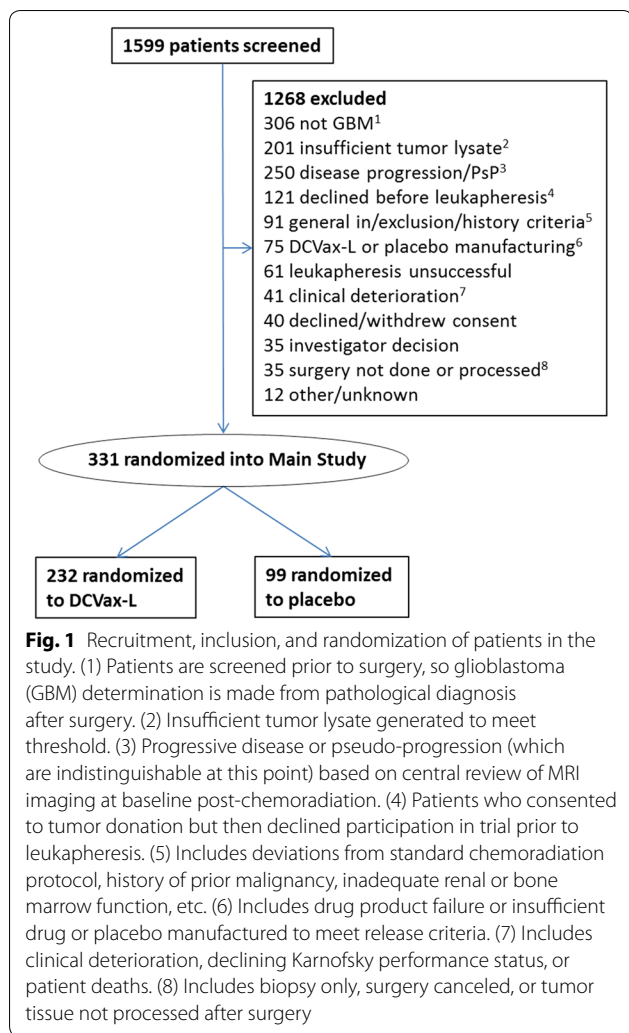 1599 patients screened
1268 excluded
306 not GBM1
201 insufficient tumor lysate2
250 disease progression/PsP3
121 declined before leukapheresis4
91 general in/exclusion/history criteria5
75 DCVax-L or placebo manufacturing6
61 leukapheresis unsuccessful
41 clinical deterioration7
40 declined/withdrew consent
35 investigator decision
35 surgery not done or processed8
12 other/unknown
331 randomized into Main Study
232 randomized
to DCVax-L
99 randomized
to placebo
Fig. 1 Recruitment, inclusion, and randomization of patients in the
study. (1) Patients are screened prior to surgery, so glioblastoma
(GBM) determination is made from pathological diagnosis
after surgery. (2) Insufficient tumor lysate generated to meet
threshold. (3) Progressive disease or pseudo-progression (which
are indistinguishable at this point) based on central review of MRI
imaging at baseline post-chemoradiation. (4) Patients who consented
to tumor donation but then declined participation in trial prior to
leukapheresis. (5) Includes deviations from standard chemoradiation
protocol, history of prior malignancy, inadequate renal or bone
marrow function, etc. (6) Includes drug product failure or insufficient
drug or placebo manufactured to meet release criteria. (7) Includes
clinical deterioration, declining Karnofsky performance status, or
patient deaths. (8) Includes biopsy only, surgery canceled, or tumor
tissue not processed after surgery